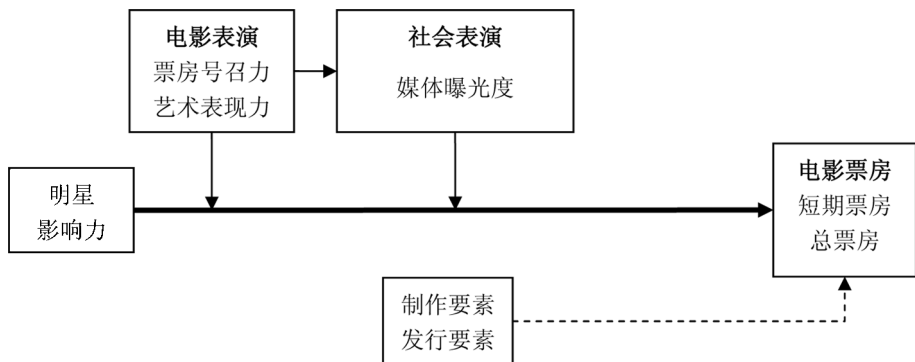 电影表演
票房号召力
艺术表现力
社会表演
媒体曝光度
明星
影响力
电影票房
短期票房
总票房
制作要素
发行要素